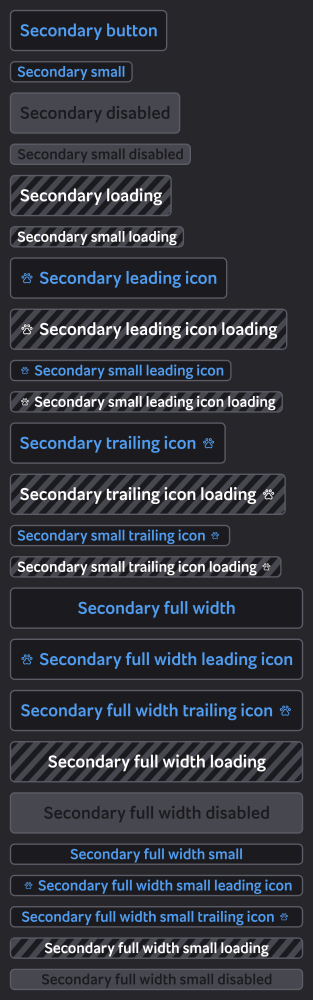 Secondary button
Secondary small
Secondary disabled
Secondary small disabled
Secondary loading
Secondary small loading
Secondary leading icon
Secondary leading icon loading
Secondary small leading icon
Secondary small leading icon loading
Secondary trailing icon
Secondary trailing icon loading
Secondary small trailing icon
Secondary small trailing icon loading
Secondary full width
Secondary full width leading icon
Secondary full width trailing icon
Secondary full width loading
Secondary full width disabled
Secondary full width small
Secondary full width small leading icon
Secondary full width small trailing icon
Secondary full width small loading
Secondary full width small disabled